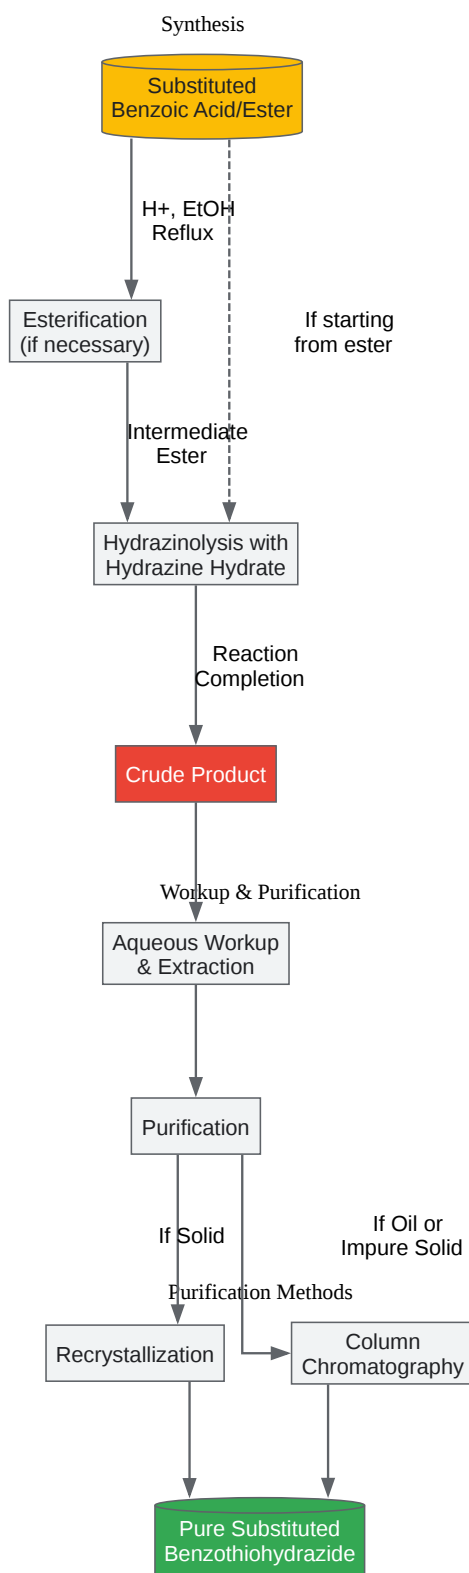 Synthesis
Substituted
Benzoic Acid/Ester
H+, EtOH
Reflux
Esterification
(if necessary)
If starting
from ester
Intermediate
Ester
Hydrazinolysis with
Hydrazine Hydrate
Reaction
Completion
Crude Product
Workup & Purification
Aqueous Workup
& Extraction
Purification
If Solid
If Oil or
Impure Solid
Purification Methods
Recrystallization
Column
Chromatography
Pure Substituted
Benzothiohydrazide